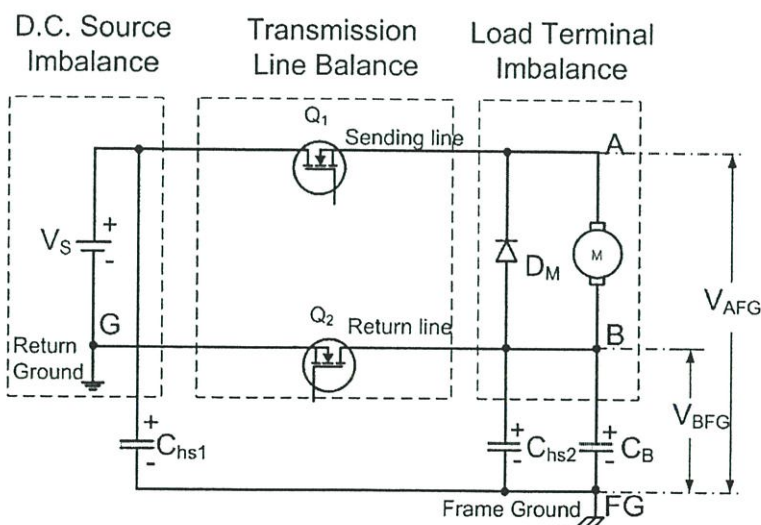 D.C. Source
Imbalance
Transmission
Line Balance
Load Terminal
Imbalance
Q1
Sending line
A
+
VS
-
DM
M
VAFG
G
Q2
Return line
B
Return
Ground
VBFG
+
Chs1
-
+
Chs2
-
+
CB
-
Frame Ground
FG